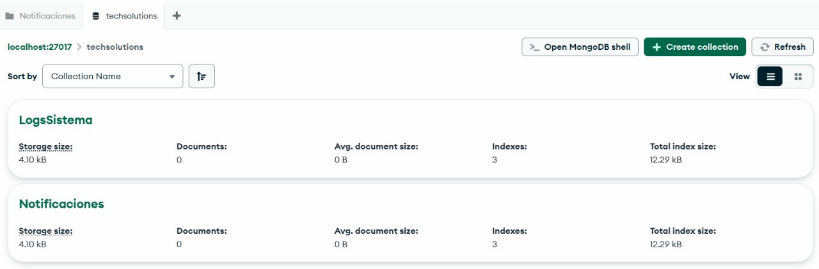 Notificaciones techsolutions
localhost:27017 > techsolutions >_ Open MongoDB shell + Create collection Refresh
Sort by Collection Name View
LogsSistema
Storage size: Documents: Avg. document size: Indexes: Total index size:
4.10 kB 0 0 B 3 12.29 kB
Notificaciones
Storage size: Documents: Avg. document size: Indexes: Total index size:
4.10 kB 0 0 B 3 12.29 kB